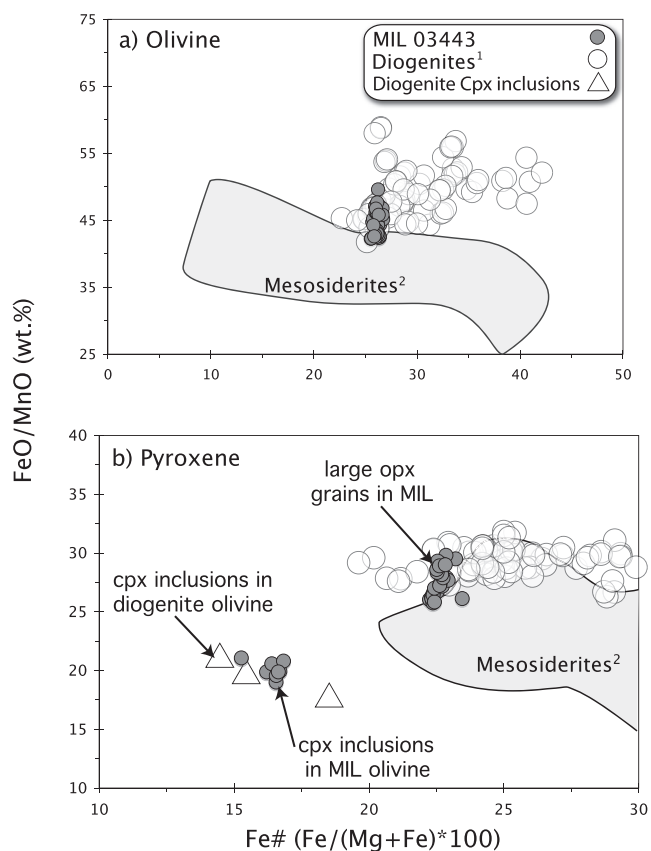 75
a) Olivine
MIL 03443
Diogenites¹
Diogenite Cpx inclusions
65
55
45
Mesosiderites²
35
25
0
10
20
30
40
50
FeO/MnO (wt.%)
40
b) Pyroxene
large opx
grains in MIL
35
30
cpx inclusions in
diogenite olivine
25
20
Mesosiderites²
15
cpx inclusions
in MIL olivine
10
10
15
20
25
30
Fe# (Fe/(Mg+Fe)*100)